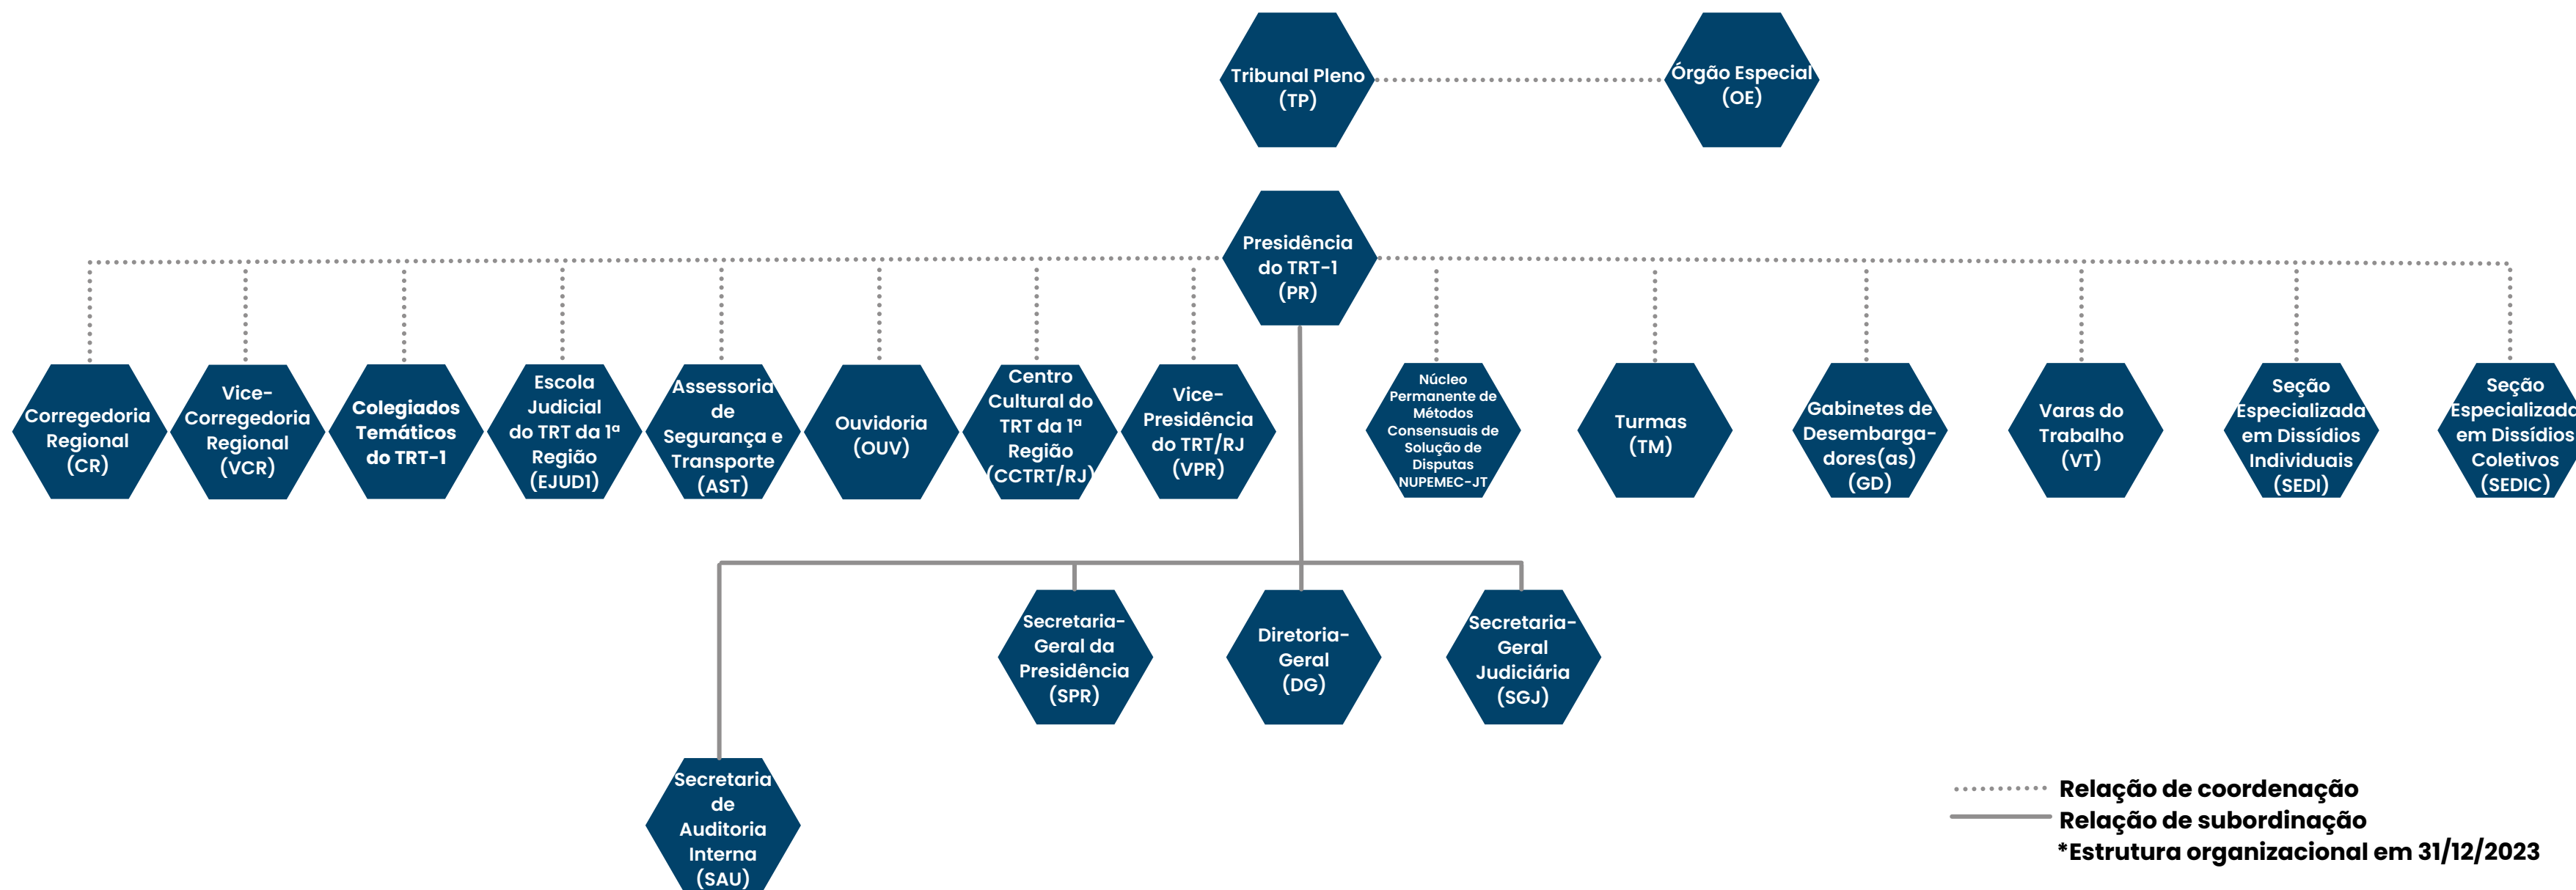 Tribunal Pleno
(TP)
Órgão Especial
(OE)
Presidência
do TRT-1
(PR)
Corregedoria
Regional
(CR)
Vice-
Corregedoria
Regional
(VCR)
Colegiados
Temáticos
do TRT-1
Escola
Judicial
do TRT da 1ª
Região
(EJUD1)
Assessoria
de
Segurança e
Transporte
(AST)
Ouvidoria
(OUV)
Centro
Cultural do
TRT da 1ª
Região
(CCTRT/RJ)
Vice-
Presidência
do TRT/RJ
(VPR)
Núcleo
Permanente de
Métodos
Consensuais de
Solução de
Disputas
NUPEMEC-JT
Turmas
(TM)
Gabinetes de
Desembarga-
dores(as)
(GD)
Varas do
Trabalho
(VT)
Seção
Especializada
em Dissídios
Individuais
(SEDI)
Seção
Especializada
em Dissídios
Coletivos
(SEDIC)
Secretaria-
Geral da
Presidência
(SPR)
Diretoria-
Geral
(DG)
Secretaria-
Geral
Judiciária
(SGJ)
Secretaria
de
Auditoria
Interna
(SAU)
Relação de coordenação
Relação de subordinação
*Estrutura organizacional em 31/12/2023